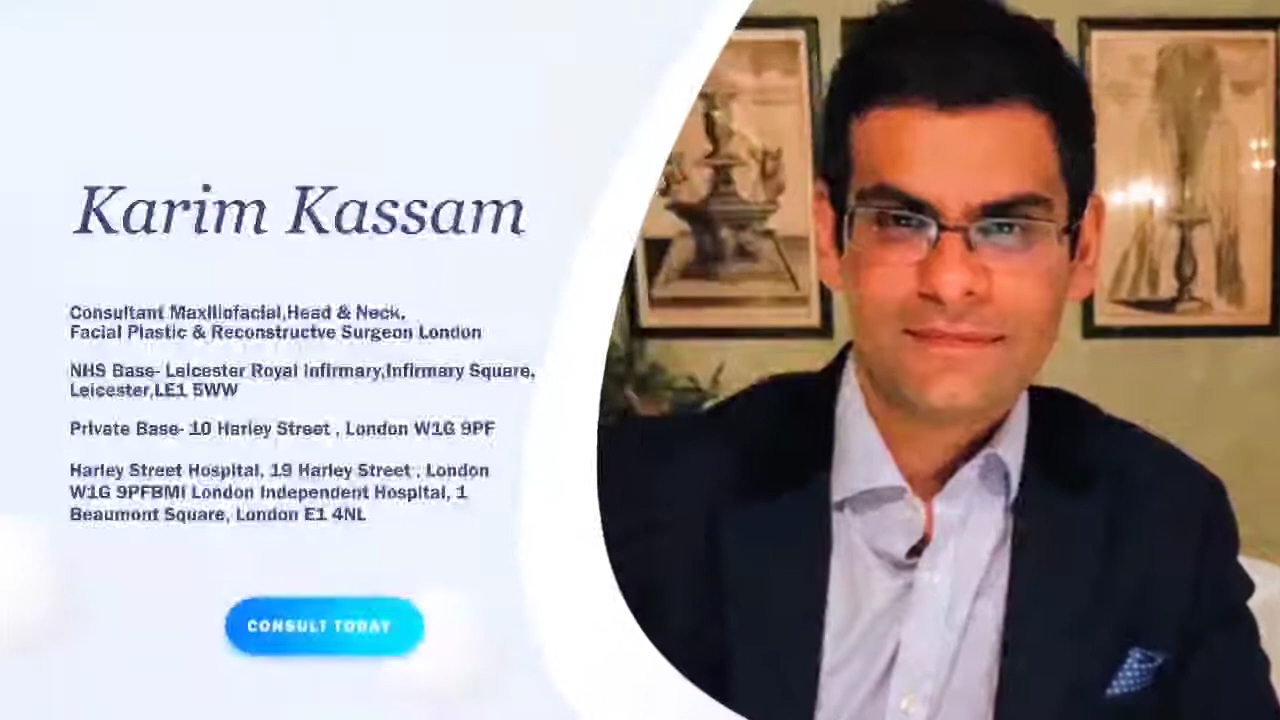 Karim Kassam
Consultant Maxillofacial,Head & Neck,
Facial Plastic & Reconstructve Surgeon London
NHS Base- Leicester Royal Infirmary,Infirmary Square,
Leicester,LE1 5WW
Private Base- 10 Harley Street , London W1G 9PF
Harley Street Hospital, 19 Harley Street , London
W1G 9PFBMI London Independent Hospital, 1
Beaumont Square, London E1 4NL
CONSULT TODAY